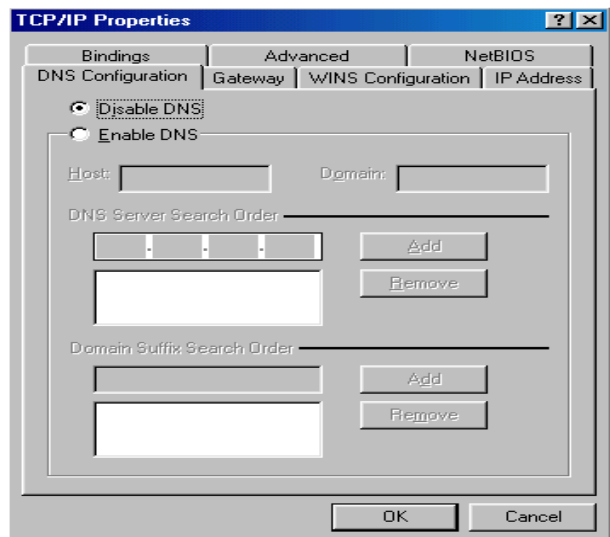 TCP/IP Properties ? X
Bindings Advanced NetBIOS
DNS Configuration Gateway WINS Configuration IP Address
Disable DNS
Enable DNS
Host: Domain:
DNS Server Search Order
. . . Add
Remove
Domain Suffix Search Order
Add
Remove
OK Cancel